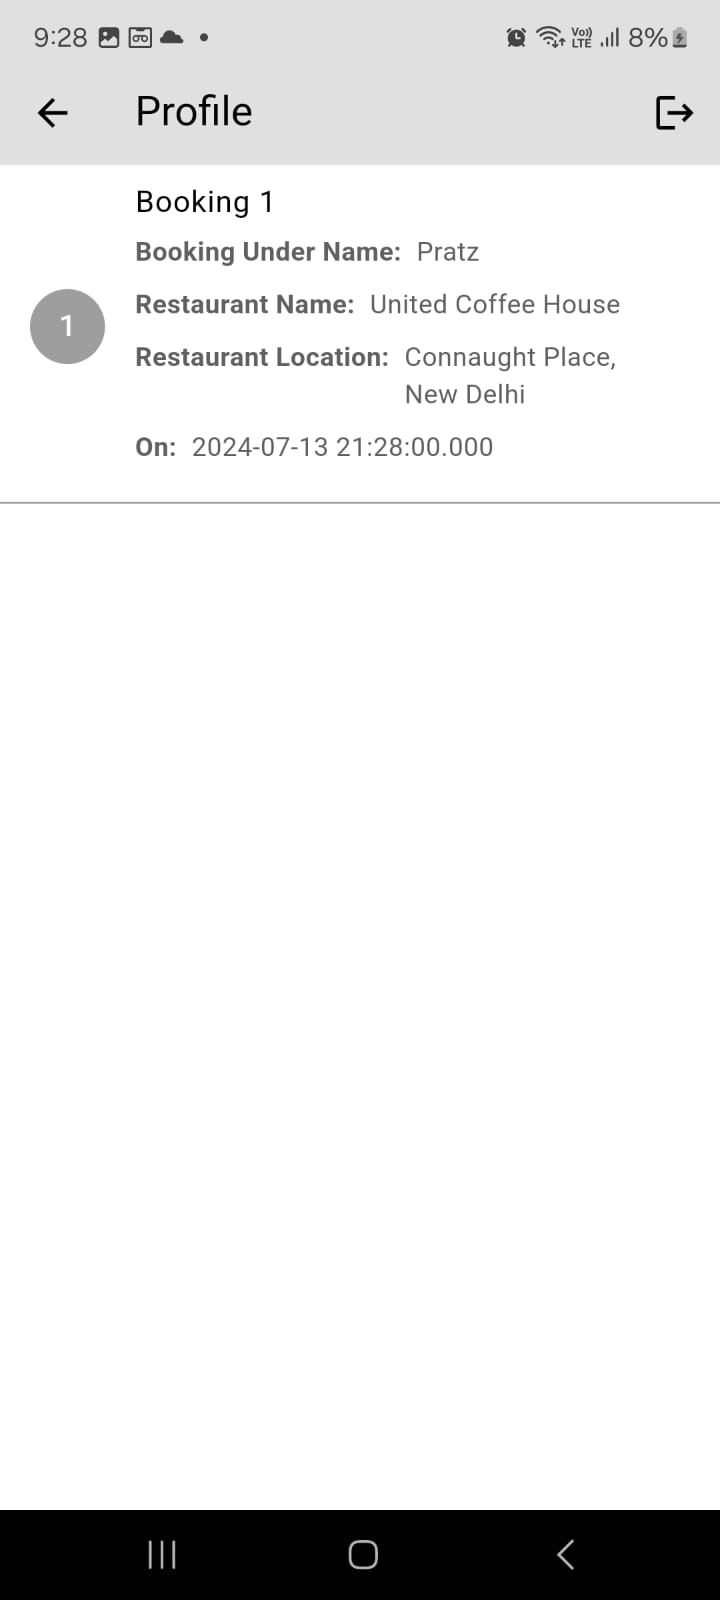 9:28 Vo)) LTE 8%
Profile
Booking 1
Booking Under Name: Pratz
1
Restaurant Name: United Coffee House
Restaurant Location: Connaught Place,
New Delhi
On: 2024-07-13 21:28:00.000